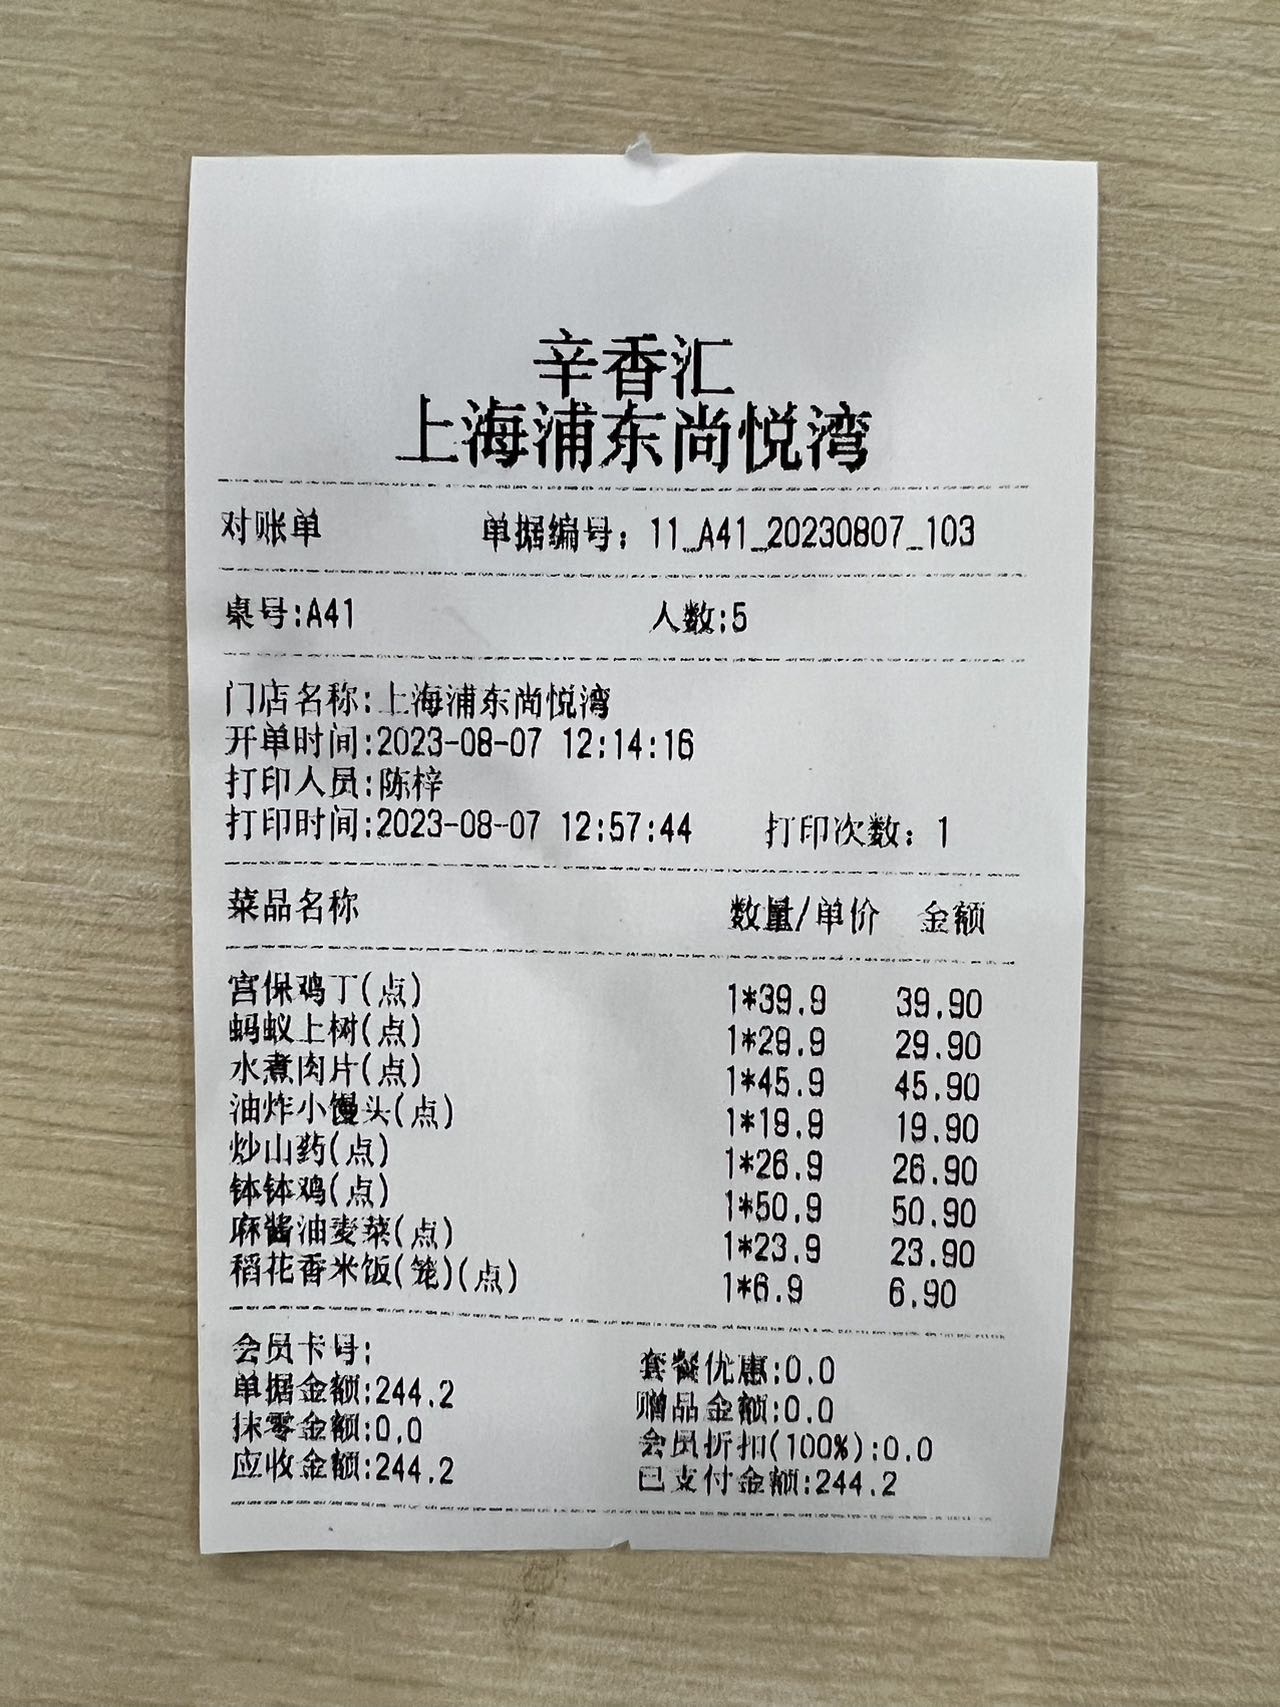 辛香汇
上海浦东尚悦湾
对账单 单据编号：11_A41_20230807_103
桌号:A41 人数:5
门店名称:上海浦东尚悦湾
开单时间:2023-08-07 12:14:16
打印人员:陈梓
打印时间:2023-08-07 12:57:44 打印次数：1
菜品名称 数量/单价 金额
宫保鸡丁(点) 1*39.9 39.90
蚂蚁上树(点) 1*29.9 29.90
水煮肉片(点) 1*45.9 45.90
油炸小馒头(点) 1*19.9 19.90
炒山药(点) 1*26.9 26.90
钵钵鸡(点) 1*50.9 50.90
麻酱油麦菜(点) 1*23.9 23.90
稻花香米饭(笼)(点) 1*6.9 6.90
会员卡号: 套餐优惠:0.0
单据金额:244.2 赠品金额:0.0
抹零金额:0.0 会员折扣(100%):0.0
应收金额:244.2 已支付金额:244.2